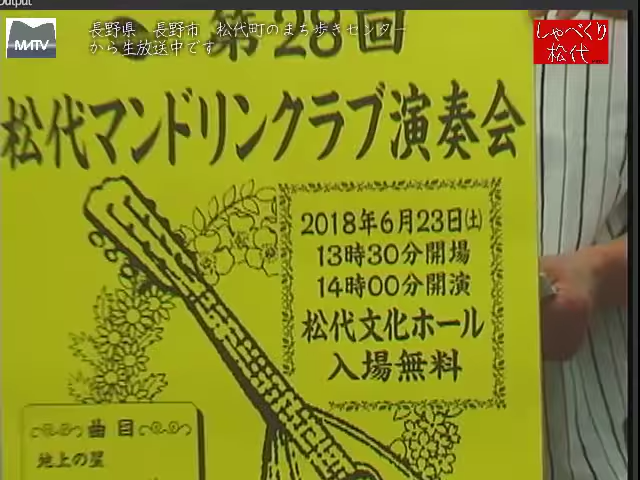 Output
MATV
長野県　長野市　松代町のまち歩きセンター
から生放送中です
しゃべくり
松代
第28回
松代マンドリンクラブ演奏会
2018年6月23日(土)
13時30分開場
14時00分開演
松代文化ホール
入場無料
曲目
地上の星